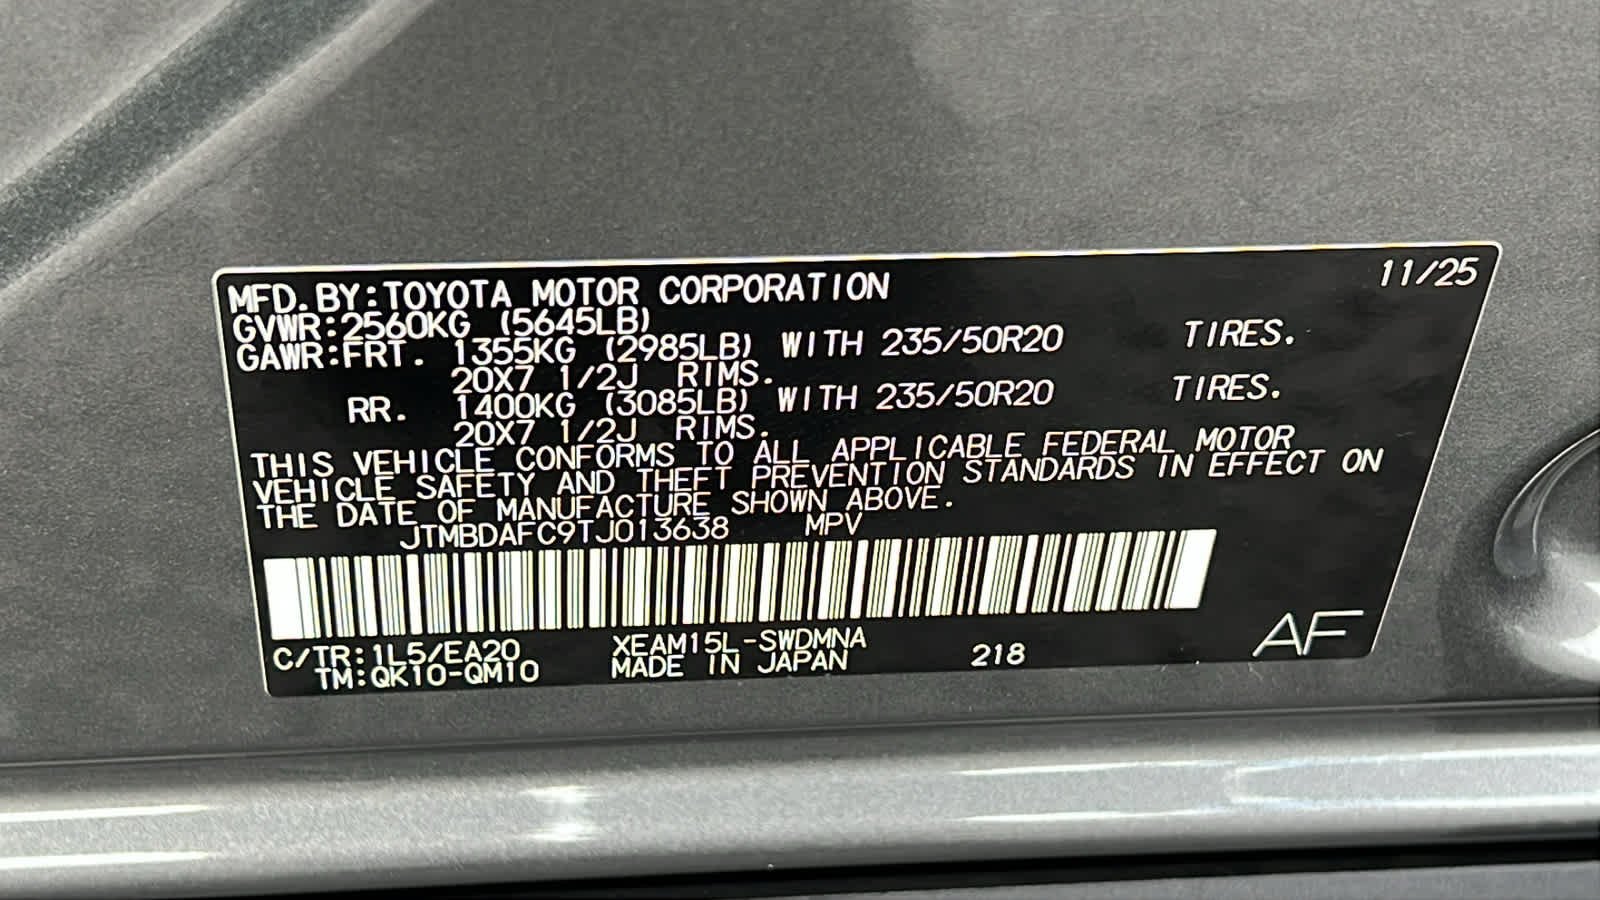 11/25
MFD.BY:TOYOTA MOTOR CORPORATION
GVWR:2560KG (5645LB)
GAWR:FRT. 1355KG (2985LB) WITH 235/50R20 TIRES.
20X7 1/2J RIMS.
RR. 1400KG (3085LB) WITH 235/50R20 TIRES.
20X7 1/2J RIMS.
THIS VEHICLE CONFORMS TO ALL APPLICABLE FEDERAL MOTOR
VEHICLE SAFETY AND THEFT PREVENTION STANDARDS IN EFFECT ON
THE DATE OF MANUFACTURE SHOWN ABOVE.
JTMBDAFC9TJ013638 MPV
C/TR:1L5/EA20 XEAM15L-SWDMNA
TM:QK10-QM10 MADE IN JAPAN 218 AF